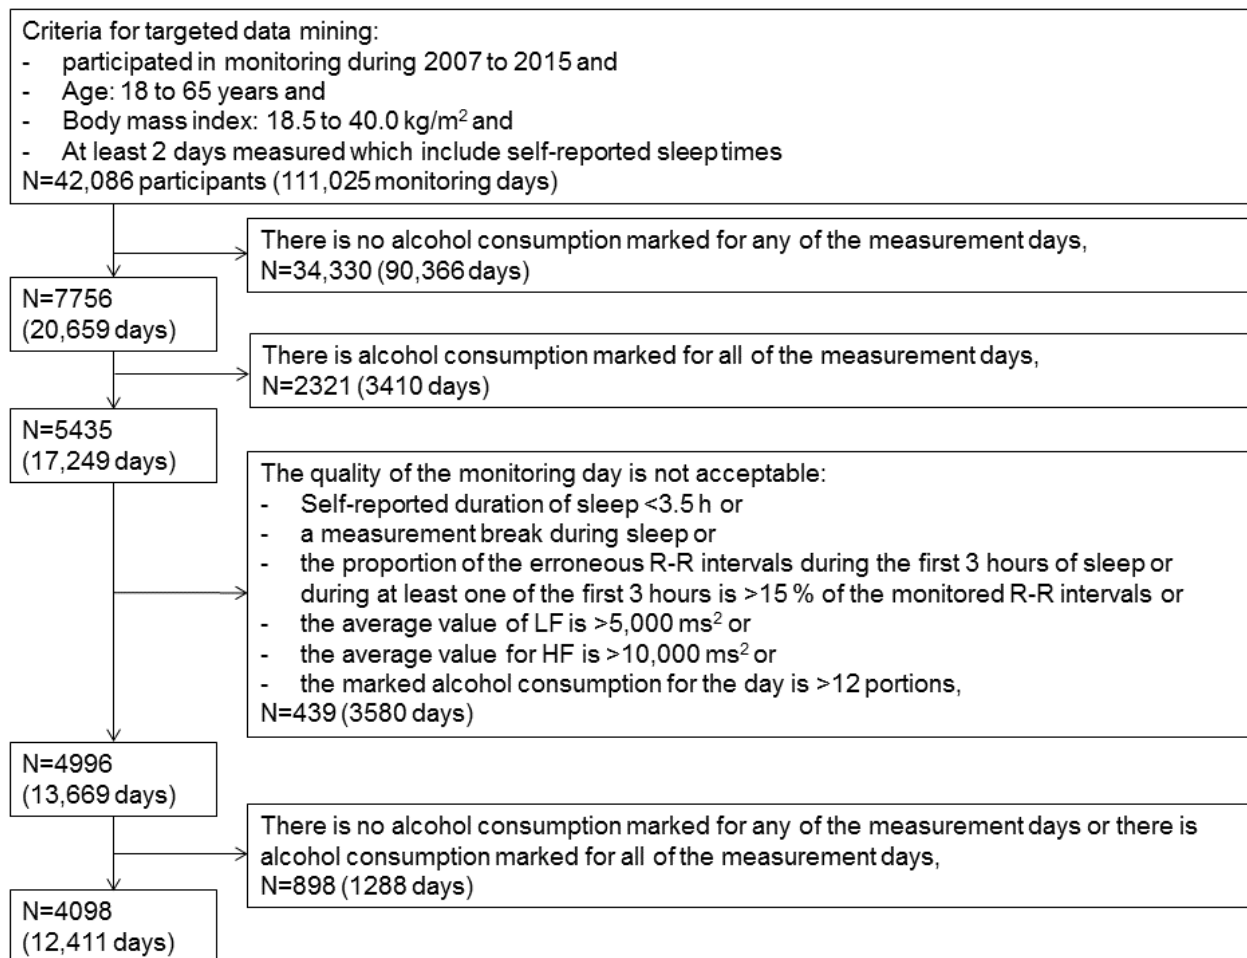 Criteria for targeted data mining:
- participated in monitoring during 2007 to 2015 and
- Age: 18 to 65 years and
- Body mass index: 18.5 to 40.0 kg/m² and
- At least 2 days measured which include self-reported sleep times
N=42,086 participants (111,025 monitoring days)
There is no alcohol consumption marked for any of the measurement days,
N=34,330 (90,366 days)
N=7756
(20,659 days)
There is alcohol consumption marked for all of the measurement days,
N=2321 (3410 days)
N=5435
(17,249 days)
The quality of the monitoring day is not acceptable:
- Self-reported duration of sleep <3.5 h or
- a measurement break during sleep or
- the proportion of the erroneous R-R intervals during the first 3 hours of sleep or
during at least one of the first 3 hours is >15 % of the monitored R-R intervals or
- the average value of LF is >5,000 ms² or
- the average value for HF is >10,000 ms² or
- the marked alcohol consumption for the day is >12 portions,
N=439 (3580 days)
N=4996
(13,669 days)
There is no alcohol consumption marked for any of the measurement days or there is
alcohol consumption marked for all of the measurement days,
N=898 (1288 days)
N=4098
(12,411 days)